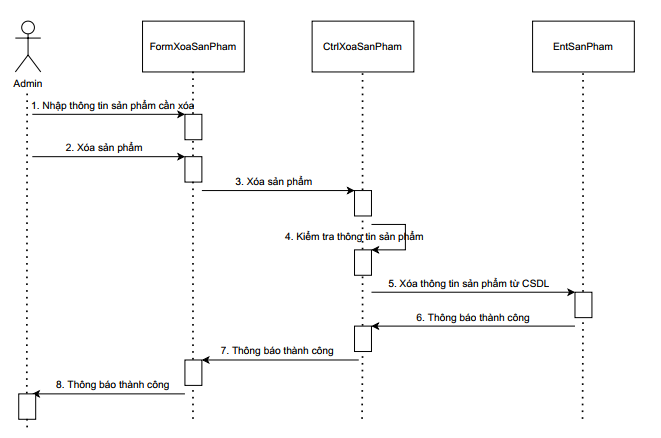 FormXoaSanPham
CtrlXoaSanPham
EntSanPham
Admin
1. Nhập thông tin sản phẩm cần xóa
2. Xóa sản phẩm
3. Xóa sản phẩm
4. Kiểm tra thông tin sản phẩm
5. Xóa thông tin sản phẩm từ CSDL
6. Thông báo thành công
7. Thông báo thành công
8. Thông báo thành công